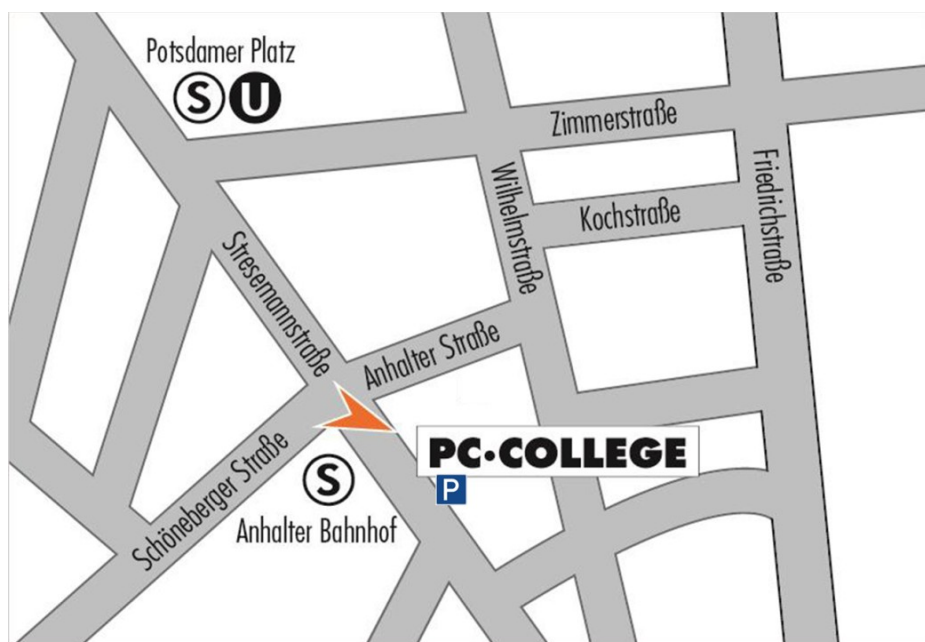 Potsdamer Platz
S U
Zimmerstraße
Wilhelmstraße
Kochstraße
Friedrichstraße
Stresemannstraße
Anhalter Straße
Schöneberger Straße
PC•COLLEGE
P
S
Anhalter Bahnhof